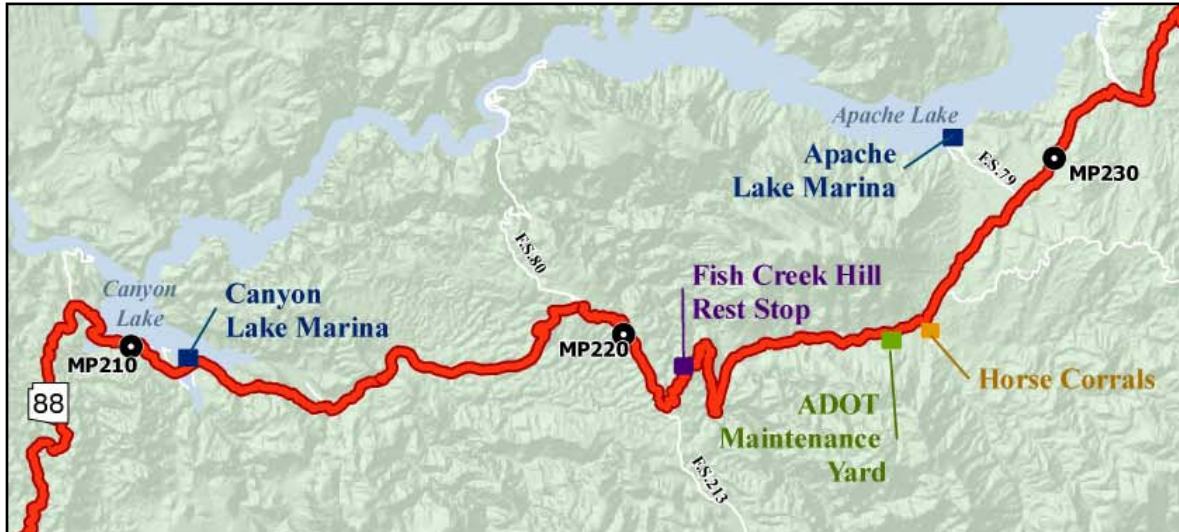 Apache Lake
Apache
Lake Marina
F.S.79
MP230
F.S.80
Canyon
Lake
Canyon
Lake Marina
Fish Creek Hill
Rest Stop
MP210
MP220
88
Horse Corrals
ADOT
Maintenance
Yard
F.S.213